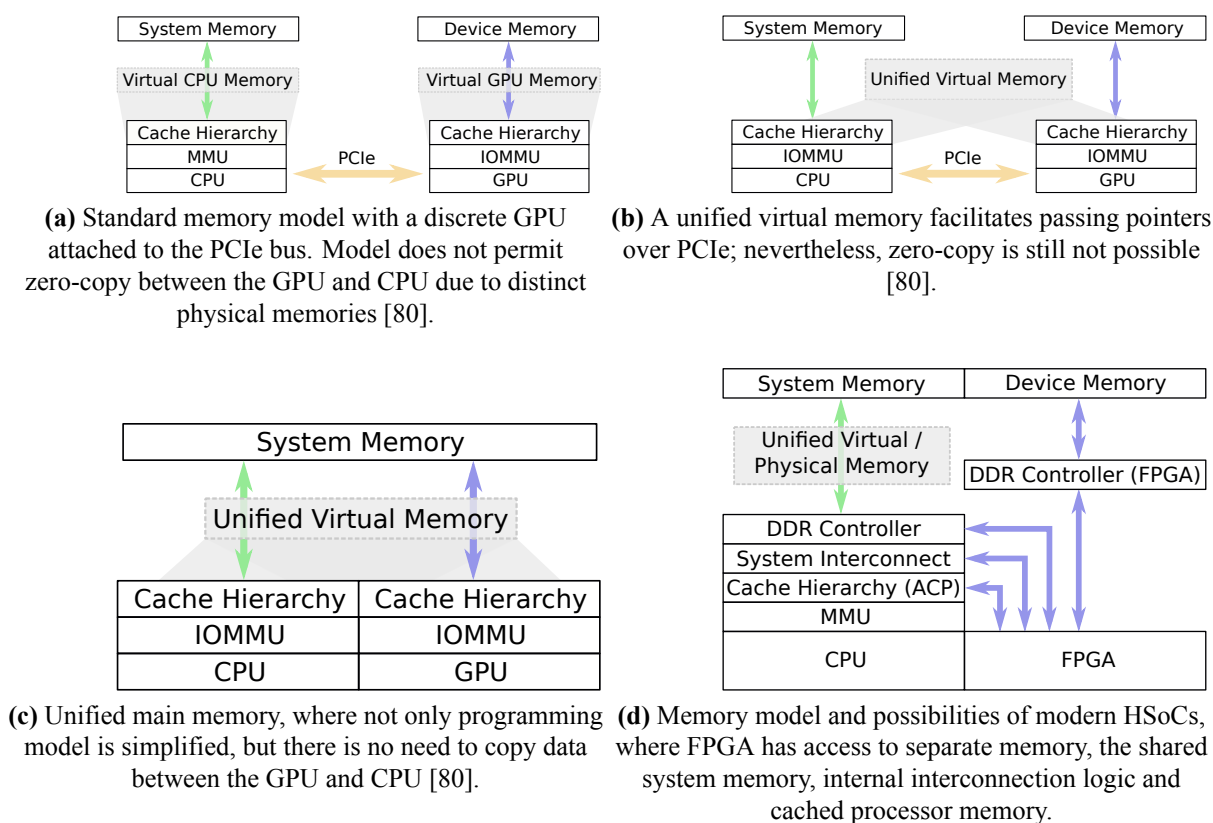 System Memory
Device Memory
Virtual CPU Memory
Virtual GPU Memory
Cache Hierarchy
Cache Hierarchy
MMU
PCIe
IOMMU
CPU
GPU
(a) Standard memory model with a discrete GPU
attached to the PCIe bus. Model does not permit
zero-copy between the GPU and CPU due to distinct
physical memories [80].
System Memory
Device Memory
Unified Virtual Memory
Cache Hierarchy
Cache Hierarchy
IOMMU
PCIe
IOMMU
CPU
GPU
(b) A unified virtual memory facilitates passing pointers
over PCIe; nevertheless, zero-copy is still not possible
[80].
System Memory
Unified Virtual Memory
Cache Hierarchy
Cache Hierarchy
IOMMU
IOMMU
CPU
GPU
(c) Unified main memory, where not only programming
model is simplified, but there is no need to copy data
between the GPU and CPU [80].
System Memory
Device Memory
Unified Virtual /
Physical Memory
DDR Controller (FPGA)
DDR Controller
System Interconnect
Cache Hierarchy (ACP)
MMU
CPU
FPGA
(d) Memory model and possibilities of modern HSoCs,
where FPGA has access to separate memory, the shared
system memory, internal interconnection logic and
cached processor memory.